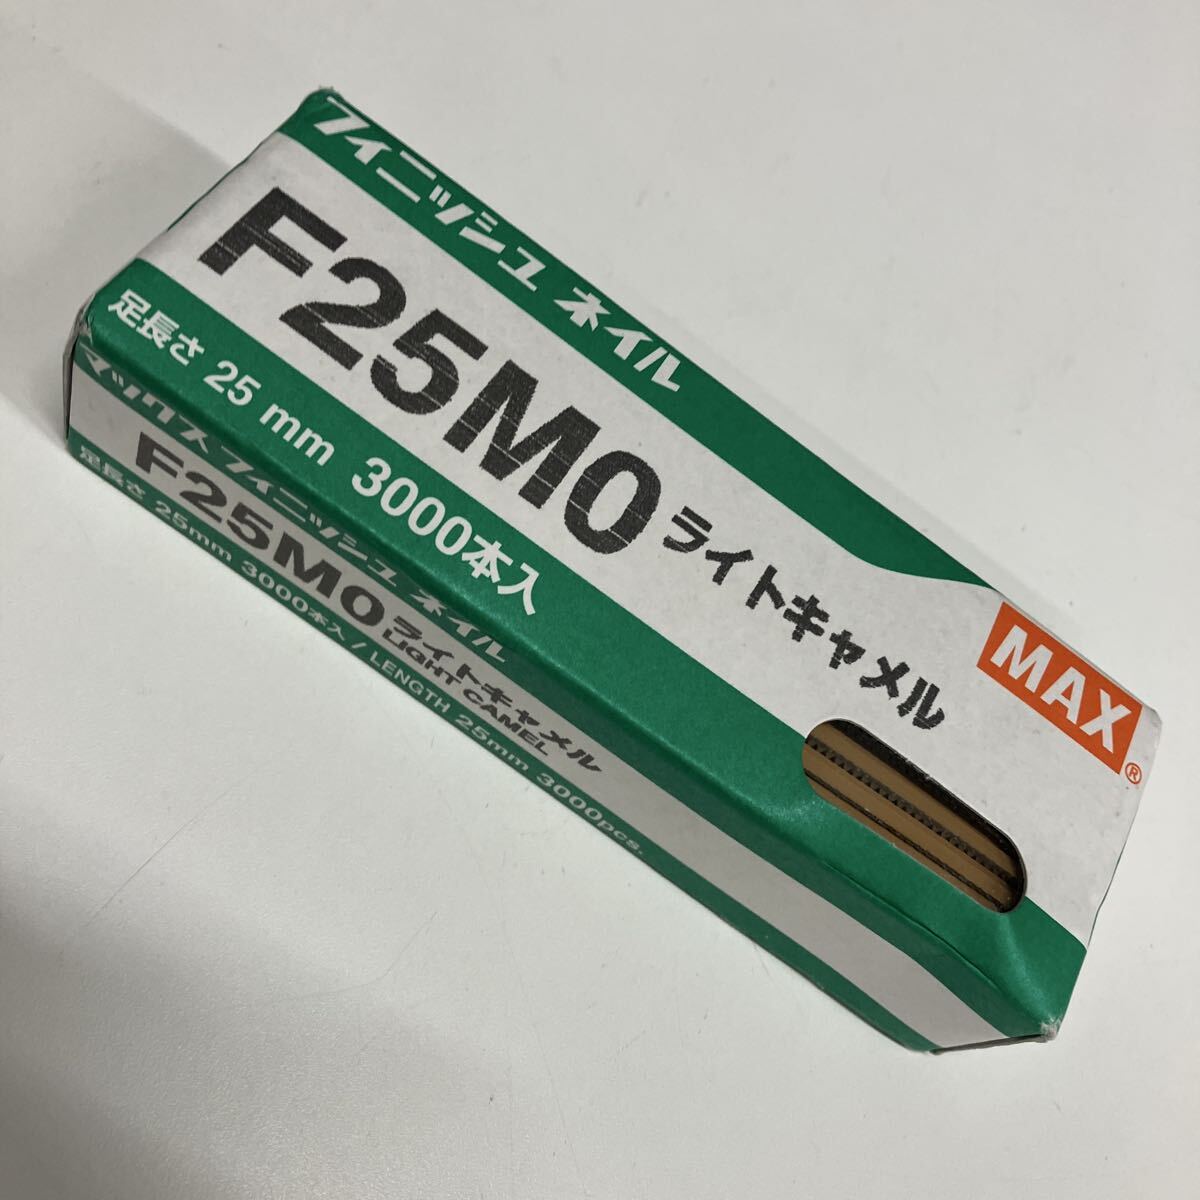 フィニッシュ ネイル
F25M0 ライトキャメル
足長さ 25 mm 3000本入
MAX®
マックス フィニッシュ ネイル
F25M0 ライトキャメル
LIGHT CAMEL
足長さ 25mm 3000本入 / LENGTH 25mm 3000pcs.